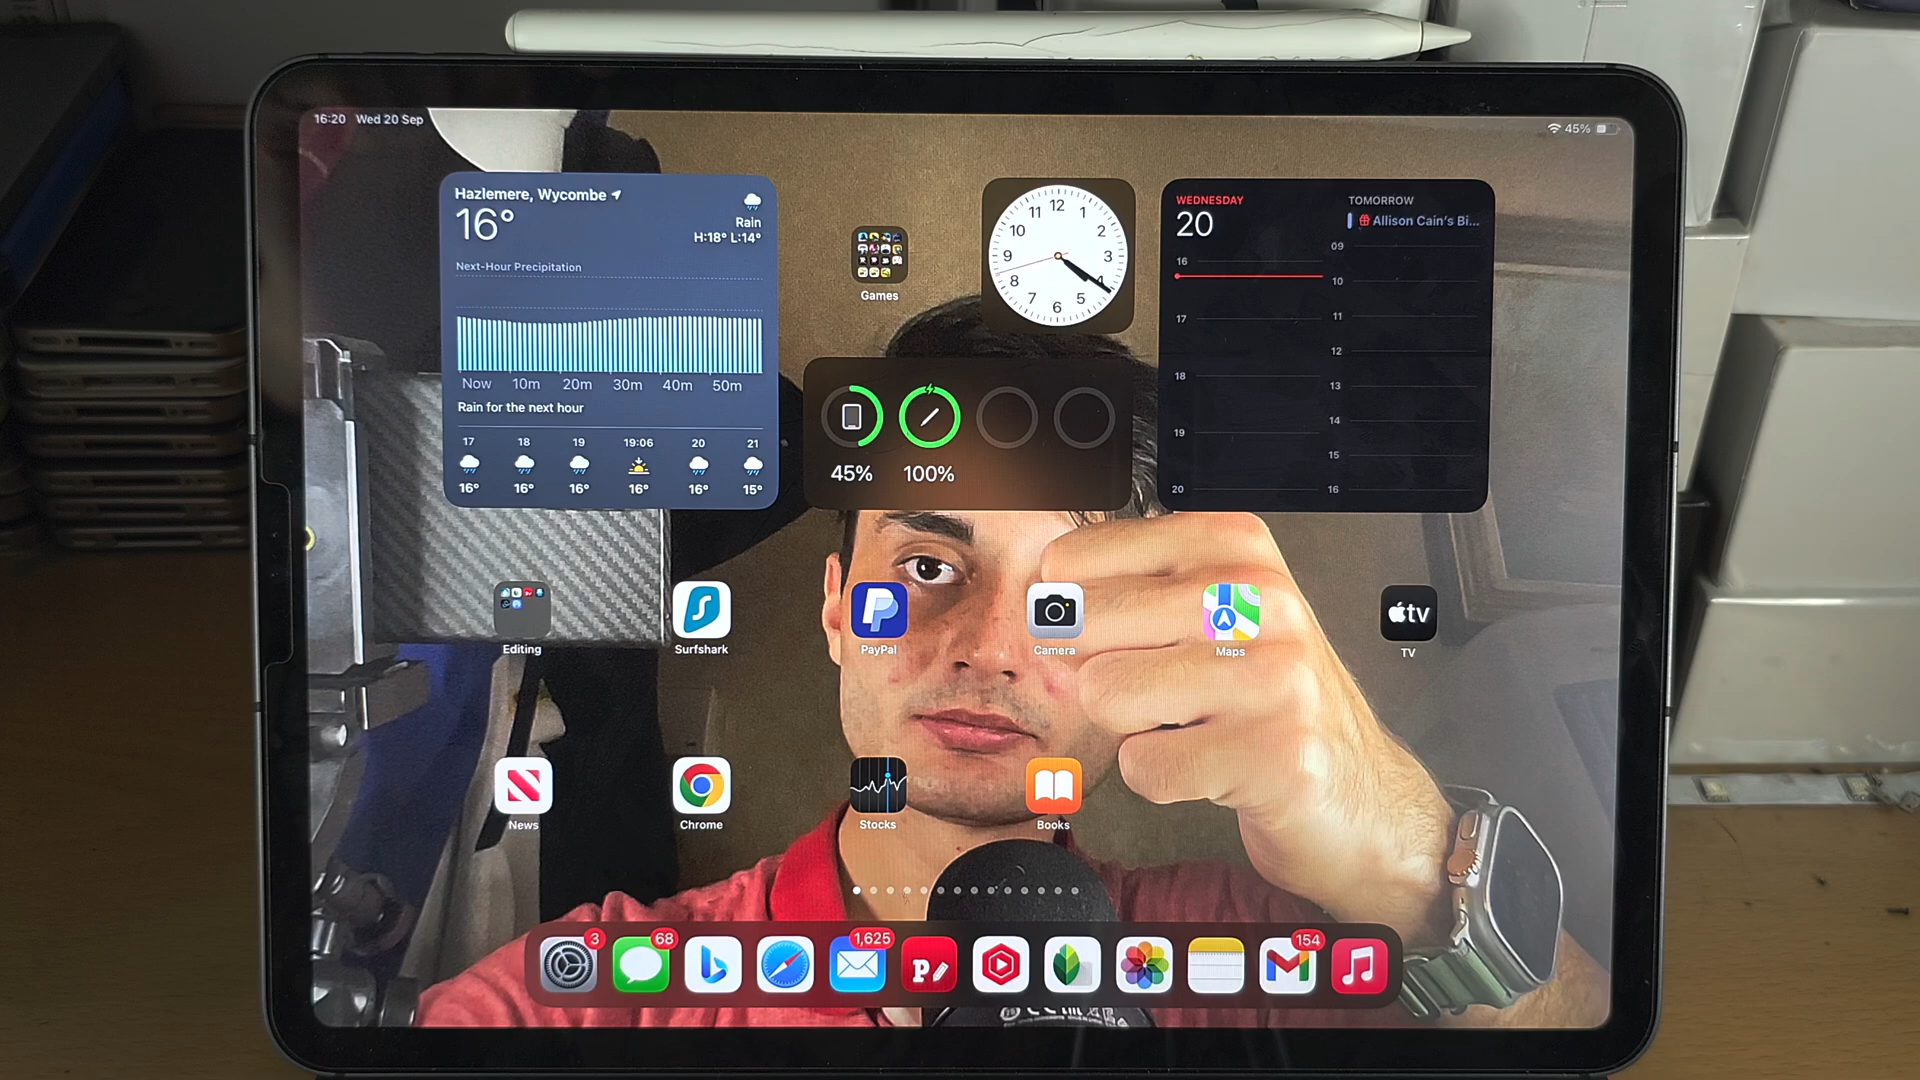 16:20 Wed 20 Sep
45%
Hazlemere, Wycombe
16°
Rain
H:18° L:14°
Next-Hour Precipitation
Now 10m 20m 30m 40m 50m
Rain for the next hour
17 18 19 19:06 20 21
16° 16° 16° 16° 16° 15°
Games
12 1 2 3 4 5 6 7 8 9 10 11
45% 100%
WEDNESDAY
20
16
17
18
19
20
TOMORROW
Allison Cain's Bi...
09
10
11
12
13
14
15
16
Editing
Surfshark
PayPal
Camera
tv
Maps
TV
News
Chrome
Stocks
Books
3
68
1,625
154
P